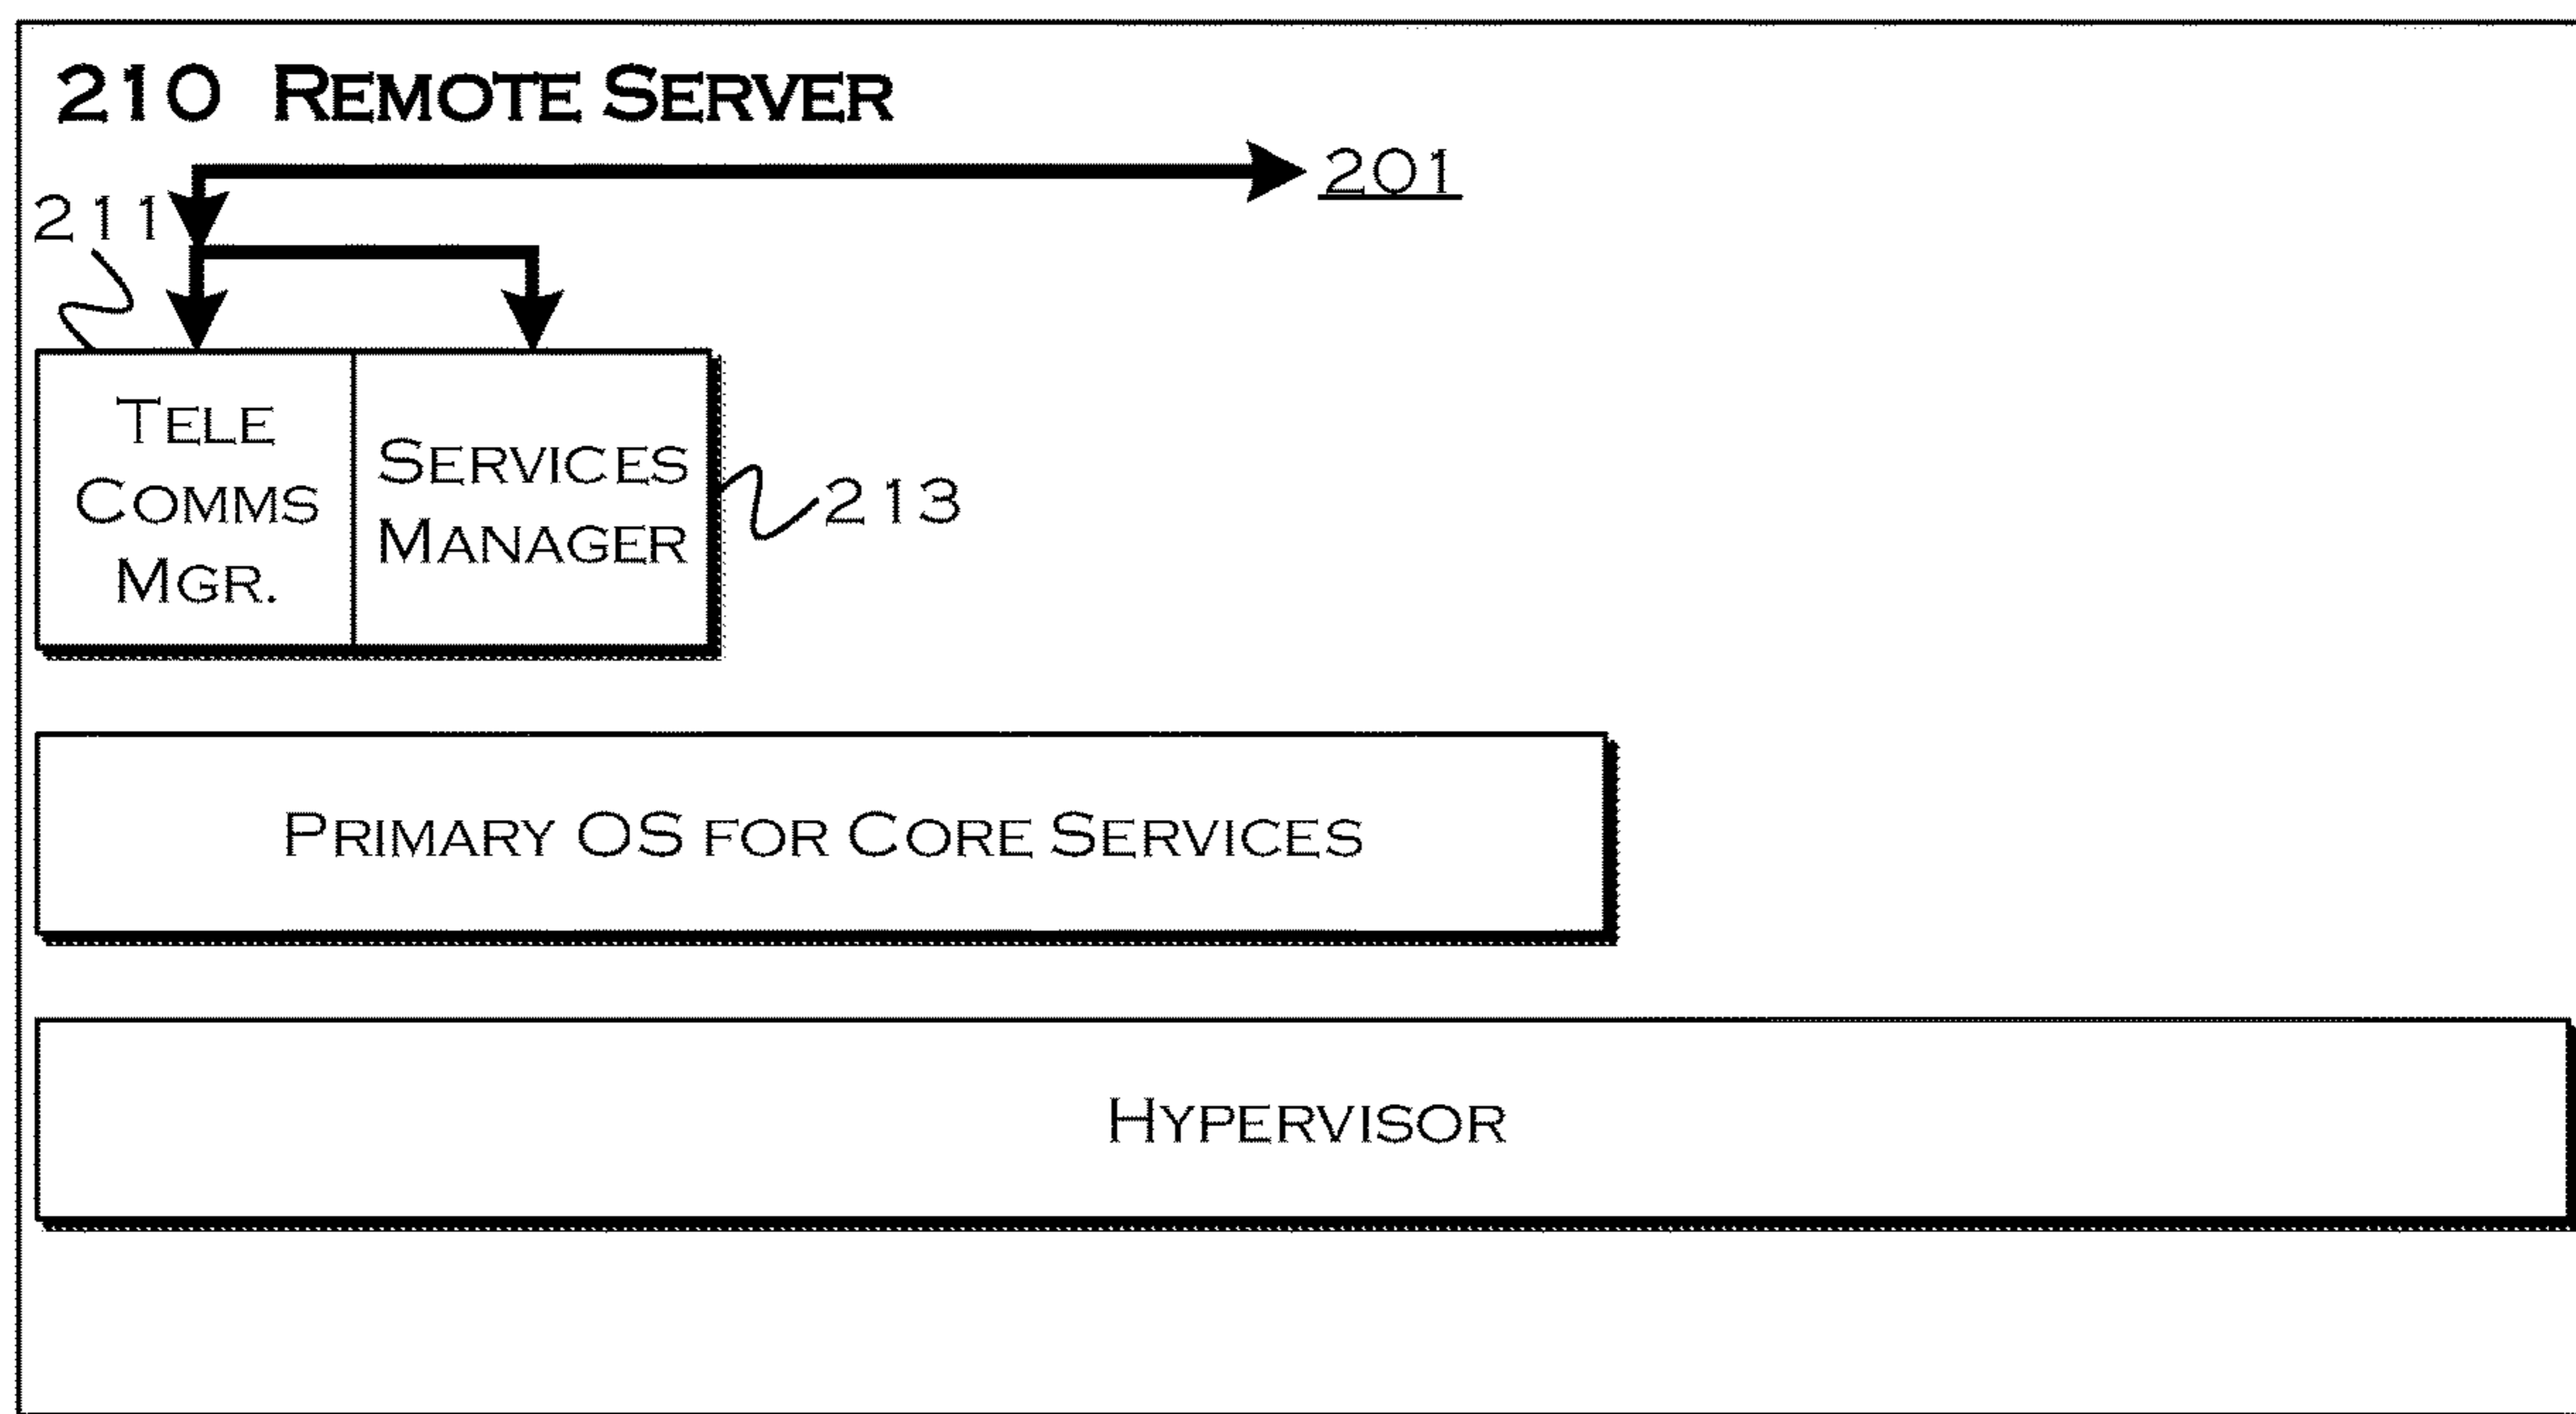 210 REMOTE SERVER
201
211
TELE
COMMS
MGR.
SERVICES
MANAGER
213
PRIMARY OS FOR CORE SERVICES
HYPERVISOR